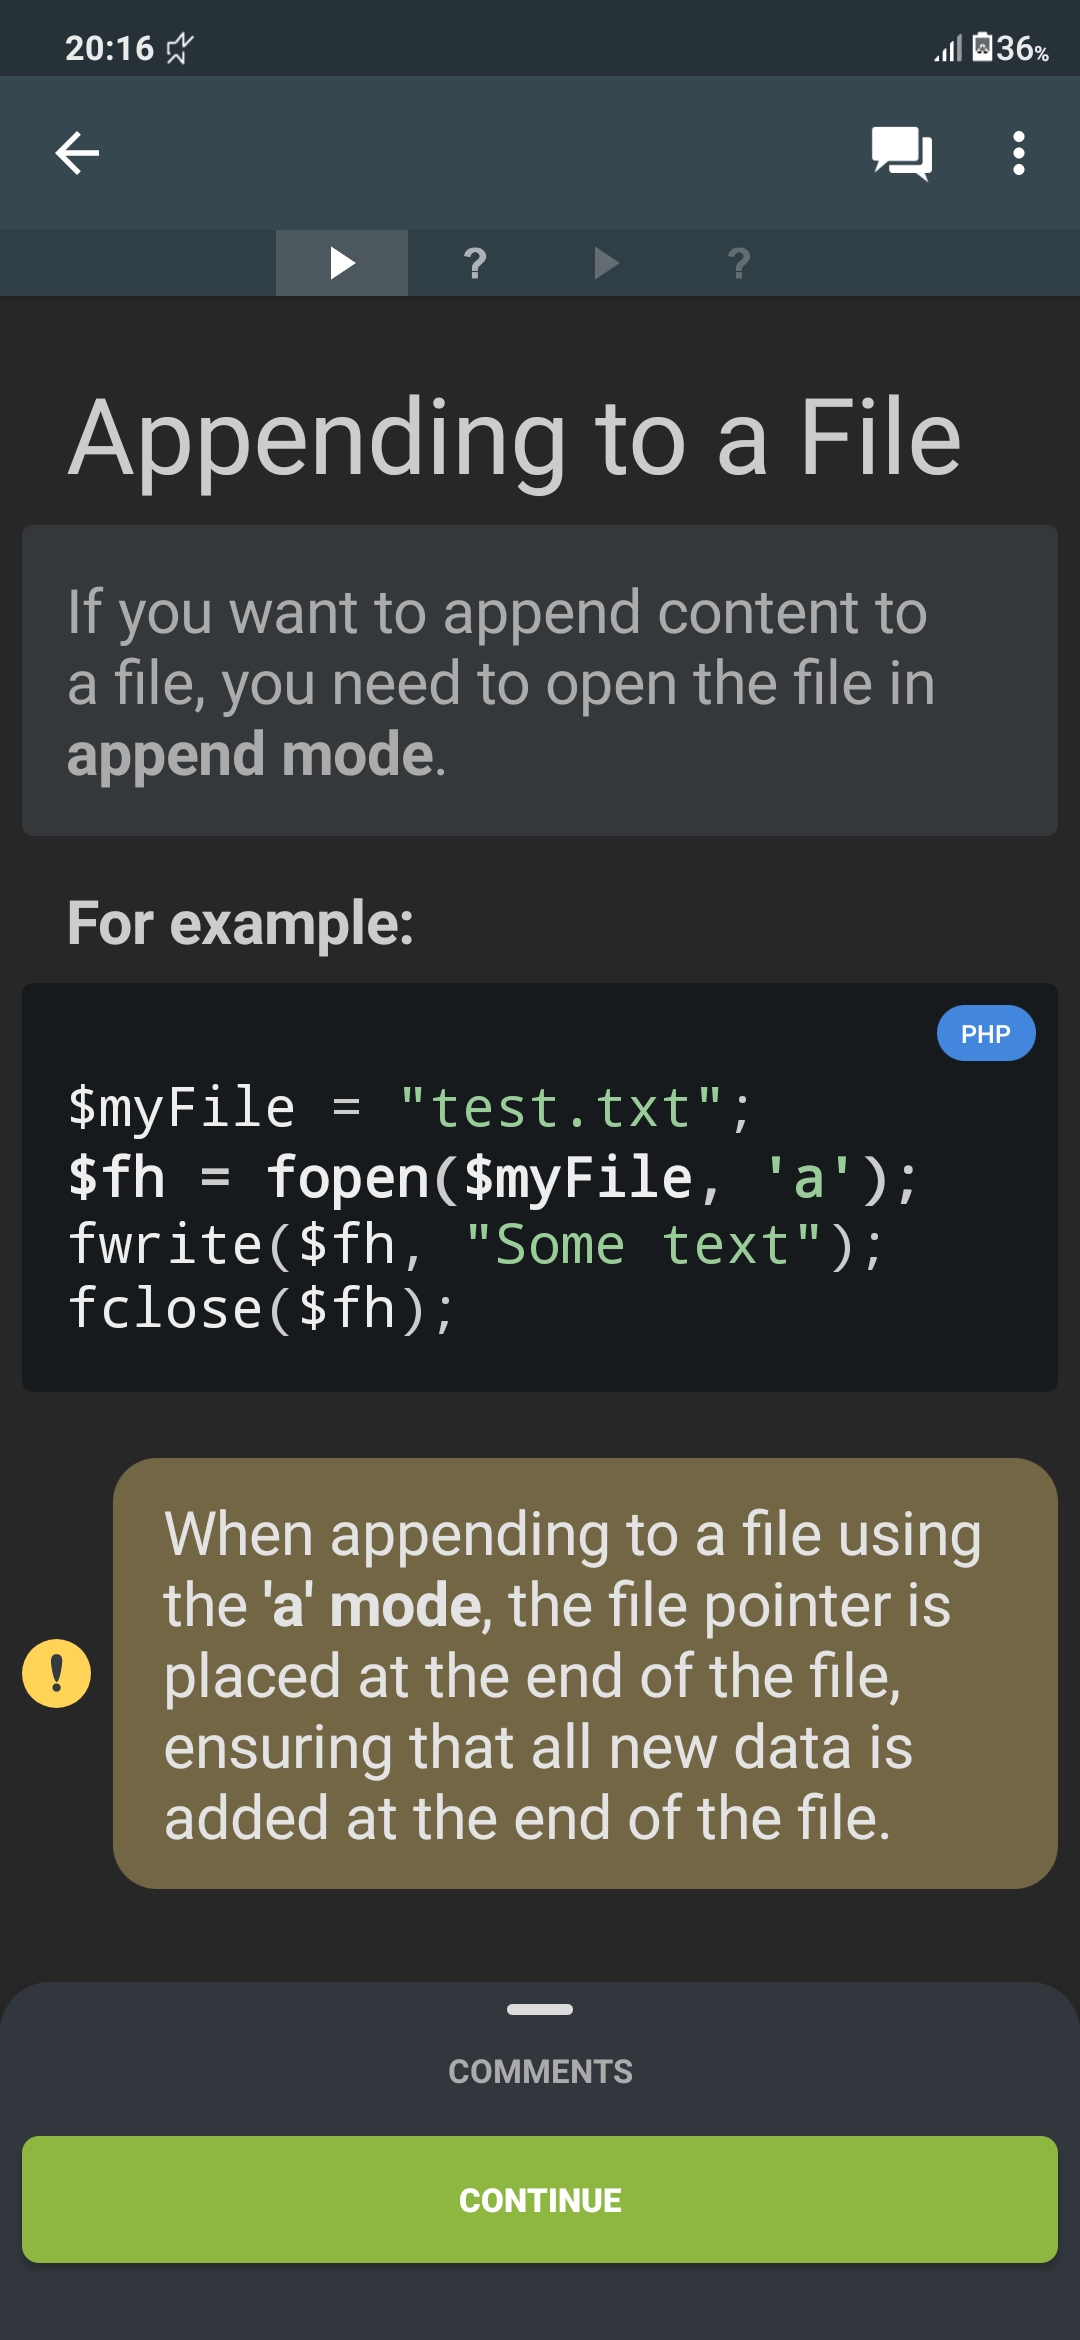 20:16 36%
? ?
Appending to a File
If you want to append content to
a file, you need to open the file in
append mode.
For example:
PHP
$myFile = "test.txt";
$fh = fopen($myFile, 'a');
fwrite($fh, "Some text");
fclose($fh);
When appending to a file using
the 'a' mode, the file pointer is
placed at the end of the file,
ensuring that all new data is
added at the end of the file.
!
COMMENTS
CONTINUE